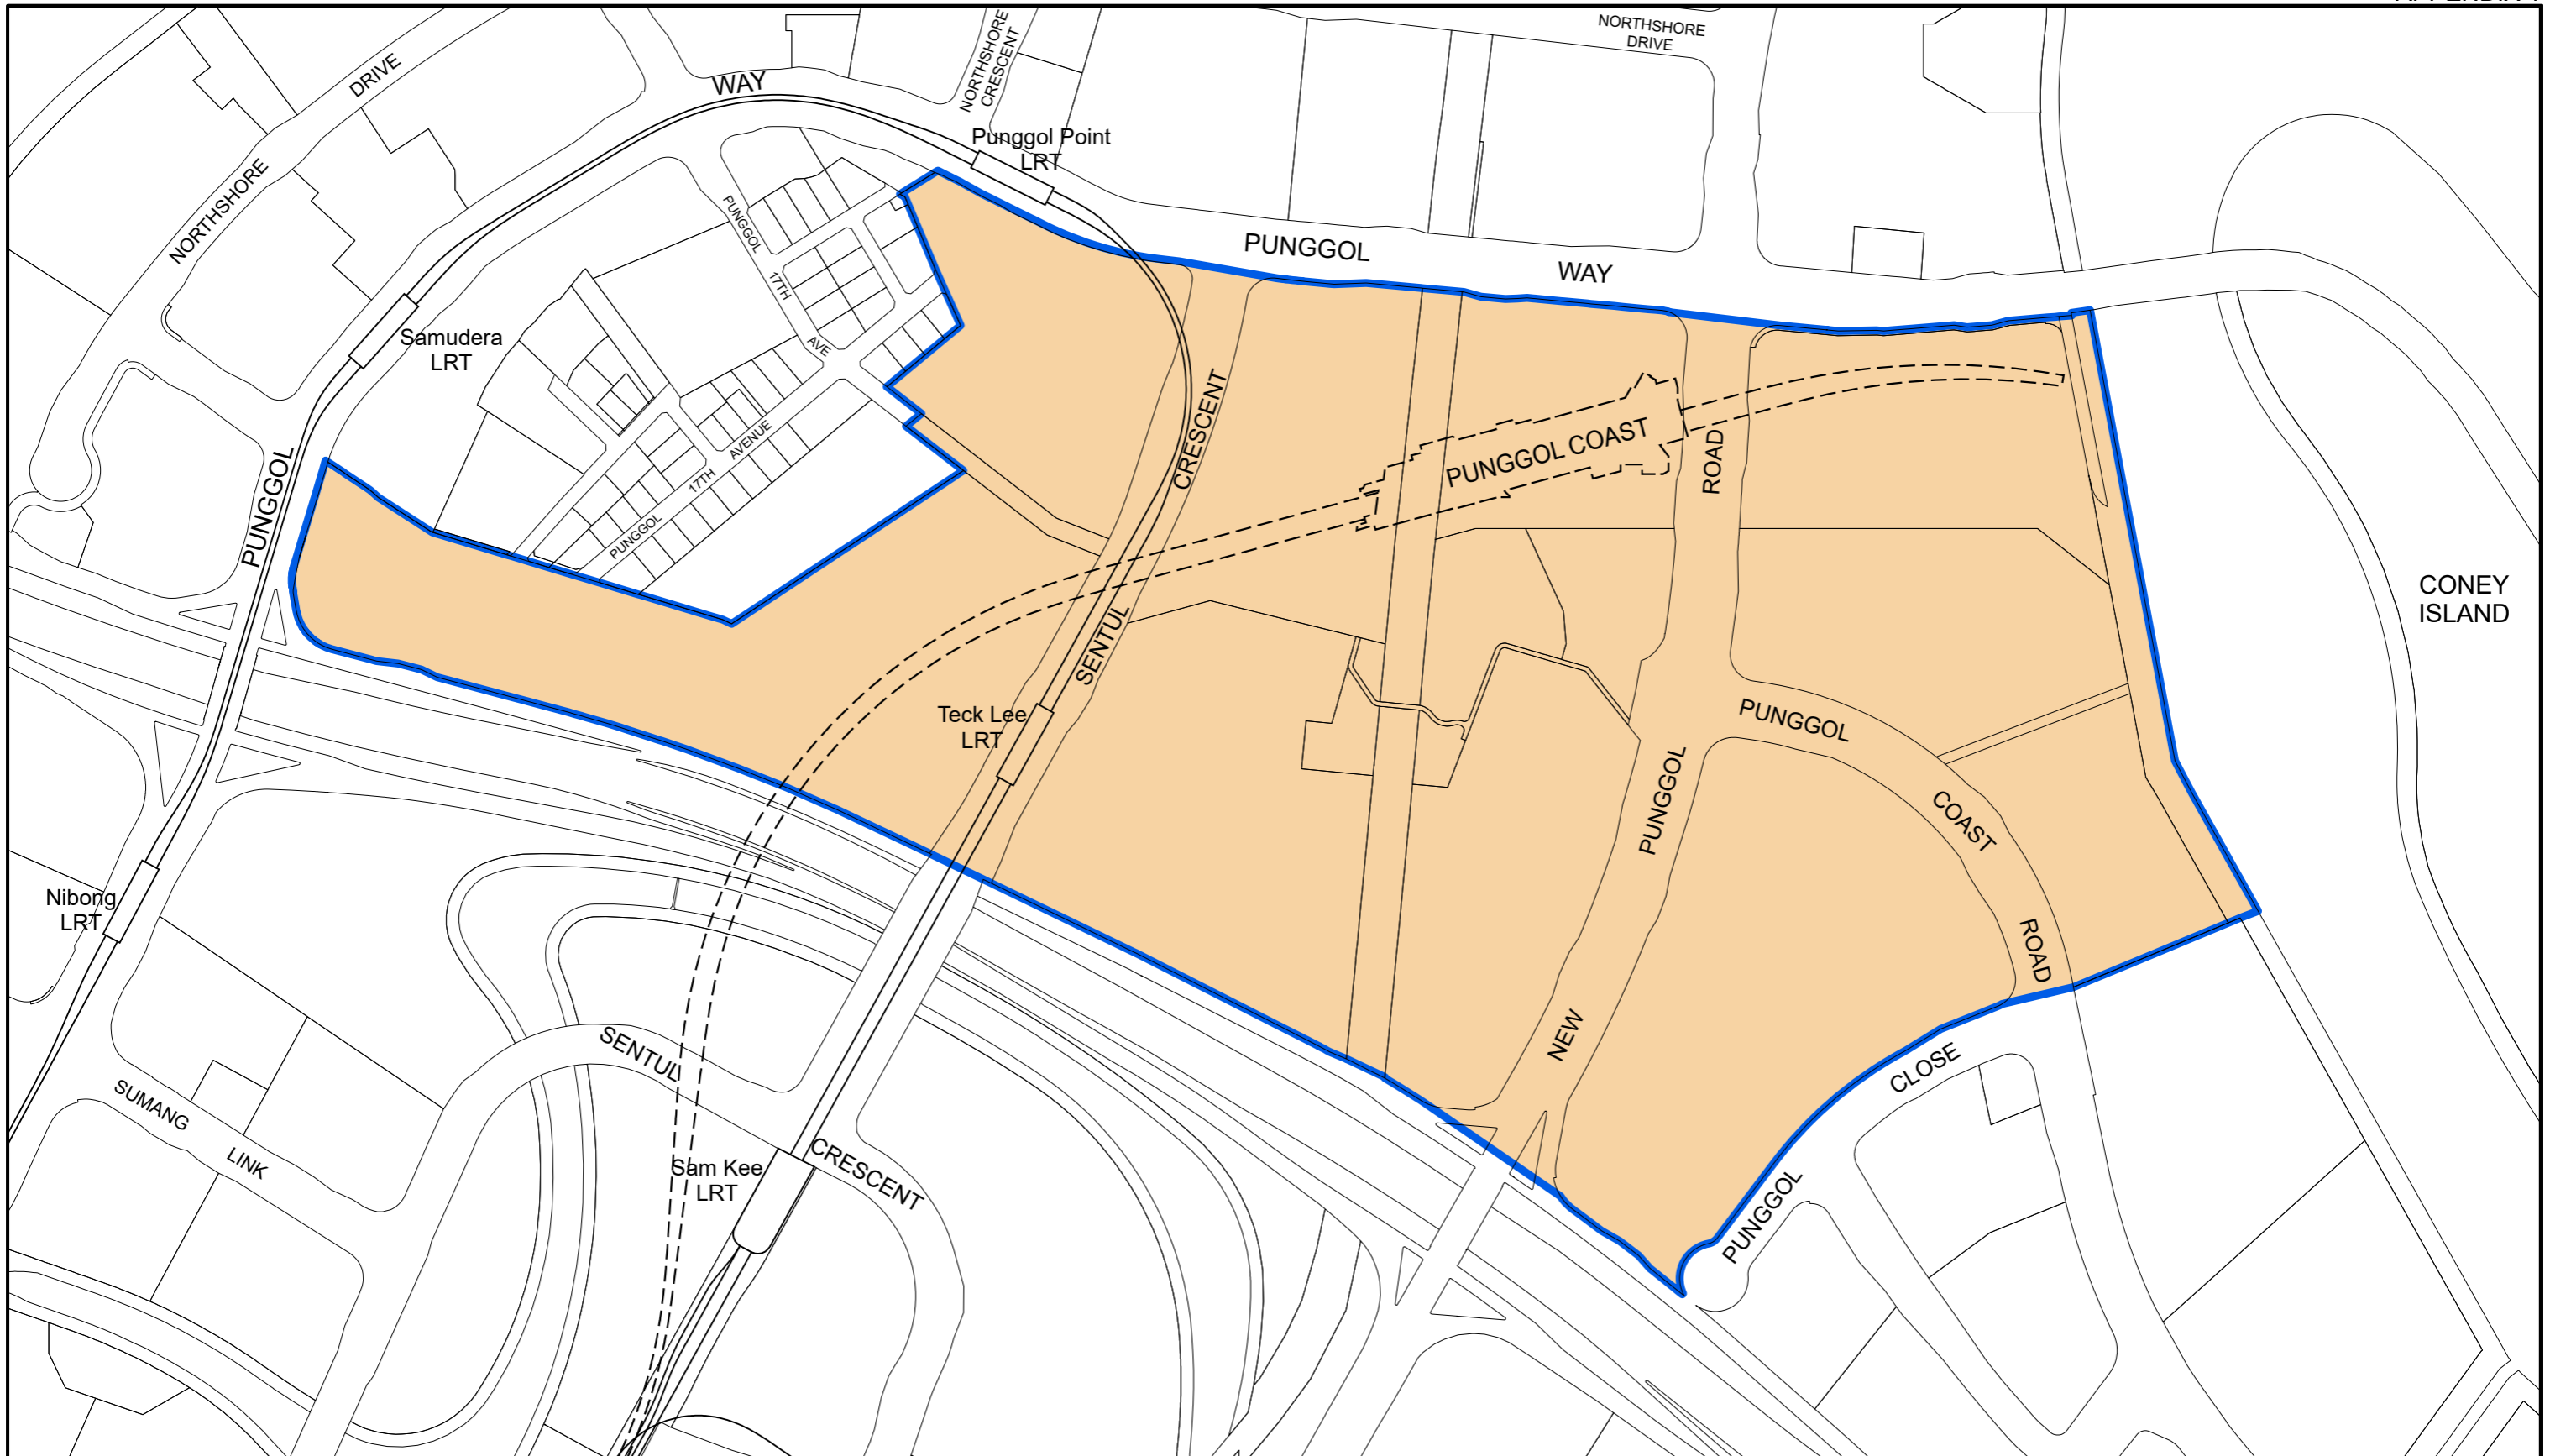 NORTHSHORE
DRIVE
NORTHSHORE
CRESCENT
DRIVE
WAY
Punggol Point
LRT
NORTHSHORE
PUNGGOL
17TH
AVE
PUNGGOL
WAY
Samudera
LRT
CRESCENT
PUNGGOL COAST
ROAD
PUNGGOL
AVENUE
17TH
PUNGGOL
CONEY
ISLAND
SENTUL
Teck Lee
LRT
PUNGGOL
PUNGGOL
COAST
ROAD
Nibong
LRT
NEW
SENTUL
CLOSE
SUMANG
LINK
Sam Kee
LRT
CRESCENT
PUNGGOL